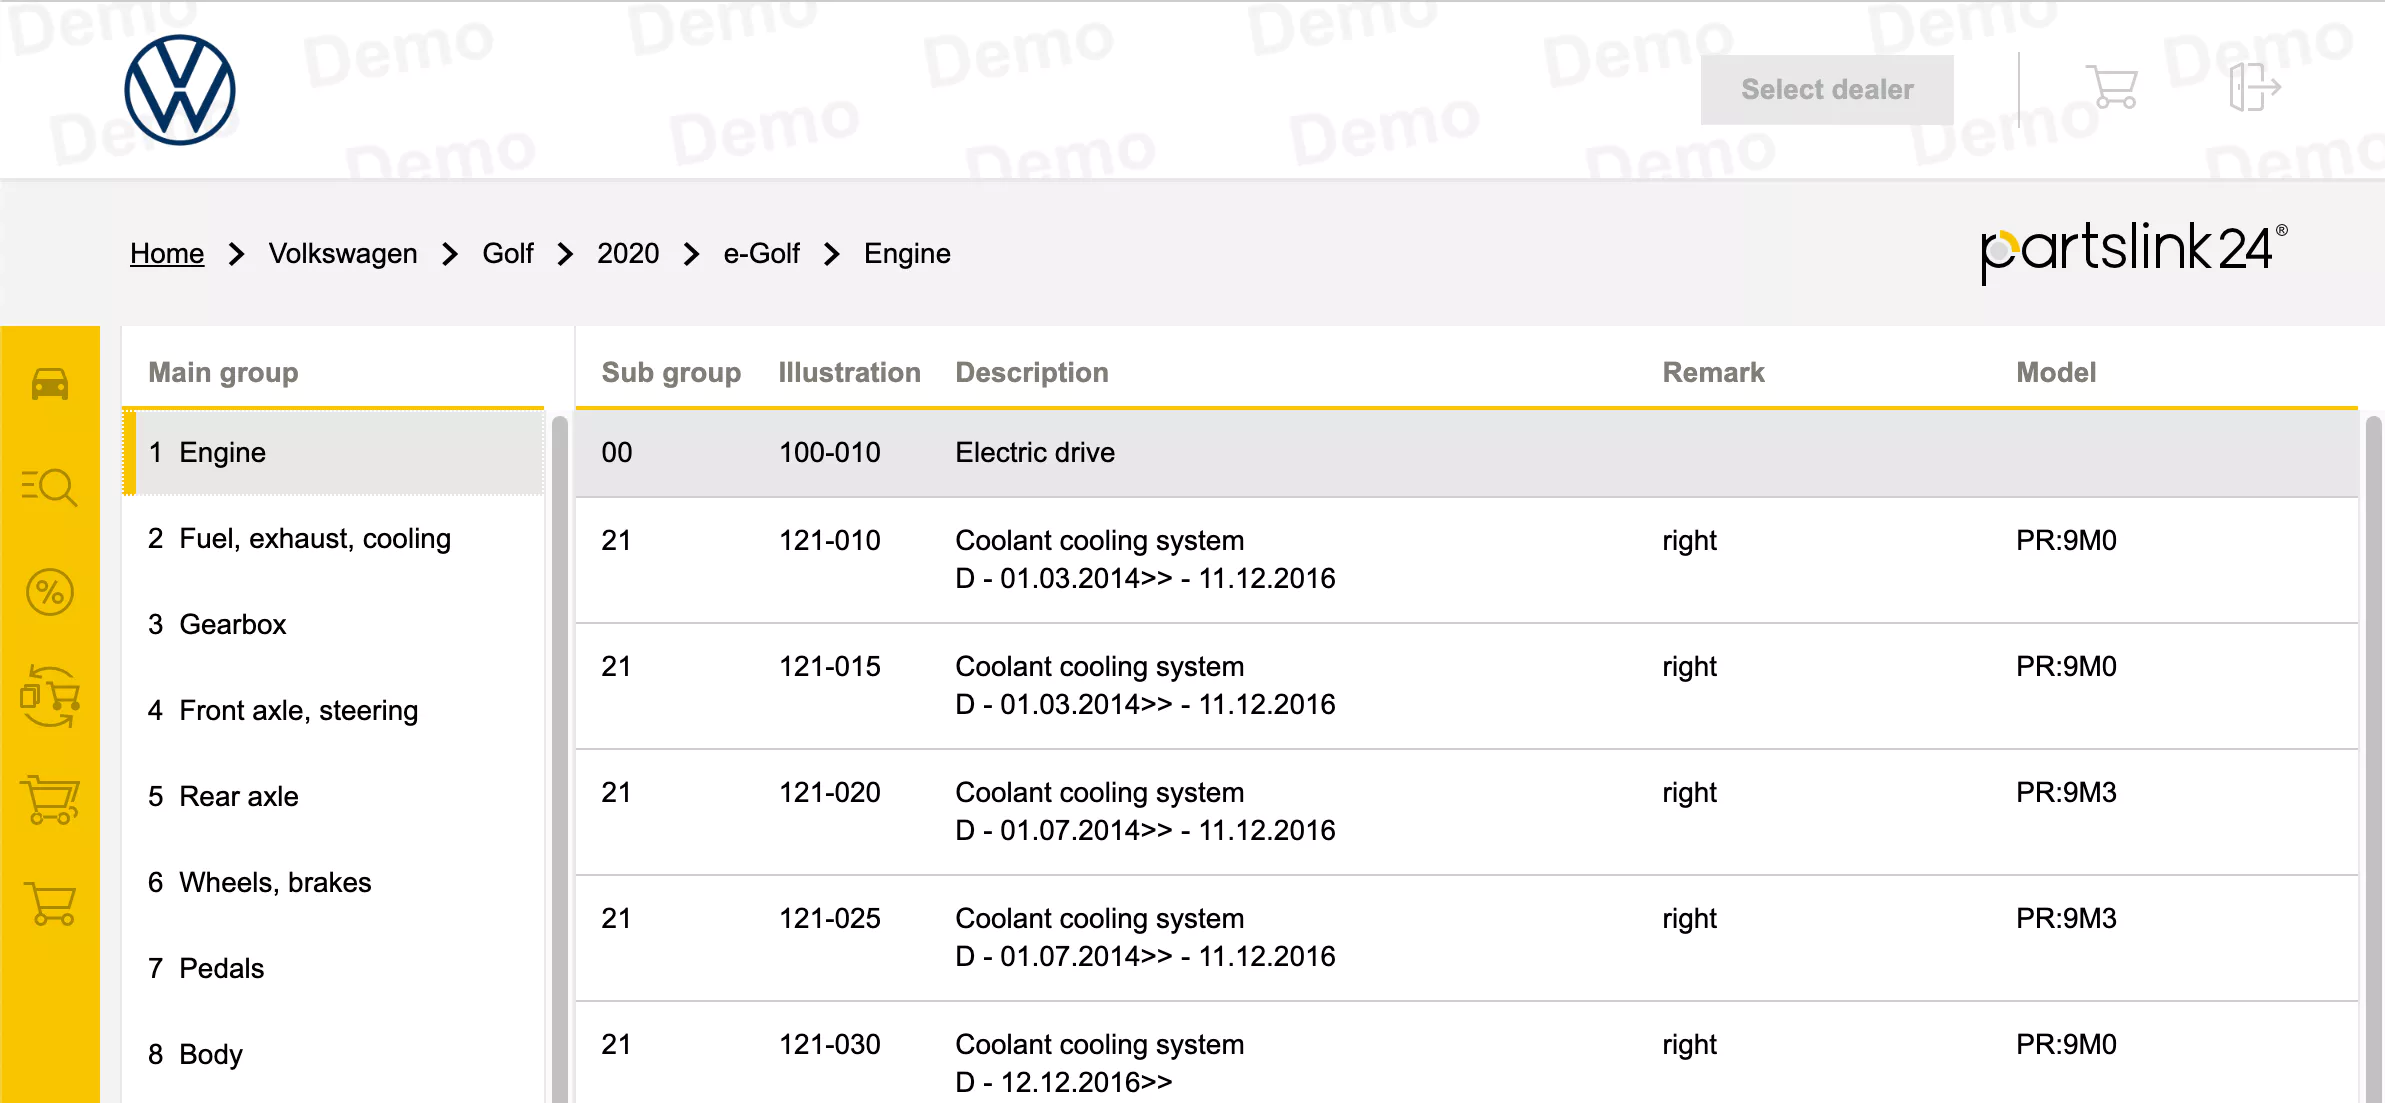 Demo Demo Demo Demo Demo Demo Demo Demo
Demo Demo Demo Demo Demo Demo Demo Demo
Select dealer
Home Volkswagen Golf 2020 e-Golf Engine
partslink24®
Main group
Sub group Illustration Description Remark Model
1 Engine
2 Fuel, exhaust, cooling
3 Gearbox
4 Front axle, steering
5 Rear axle
6 Wheels, brakes
7 Pedals
8 Body
00 100-010 Electric drive
21 121-010 Coolant cooling system right PR:9M0
D - 01.03.2014>> - 11.12.2016
21 121-015 Coolant cooling system right PR:9M0
D - 01.03.2014>> - 11.12.2016
21 121-020 Coolant cooling system right PR:9M3
D - 01.07.2014>> - 11.12.2016
21 121-025 Coolant cooling system right PR:9M3
D - 01.07.2014>> - 11.12.2016
21 121-030 Coolant cooling system right PR:9M0
D - 12.12.2016>>